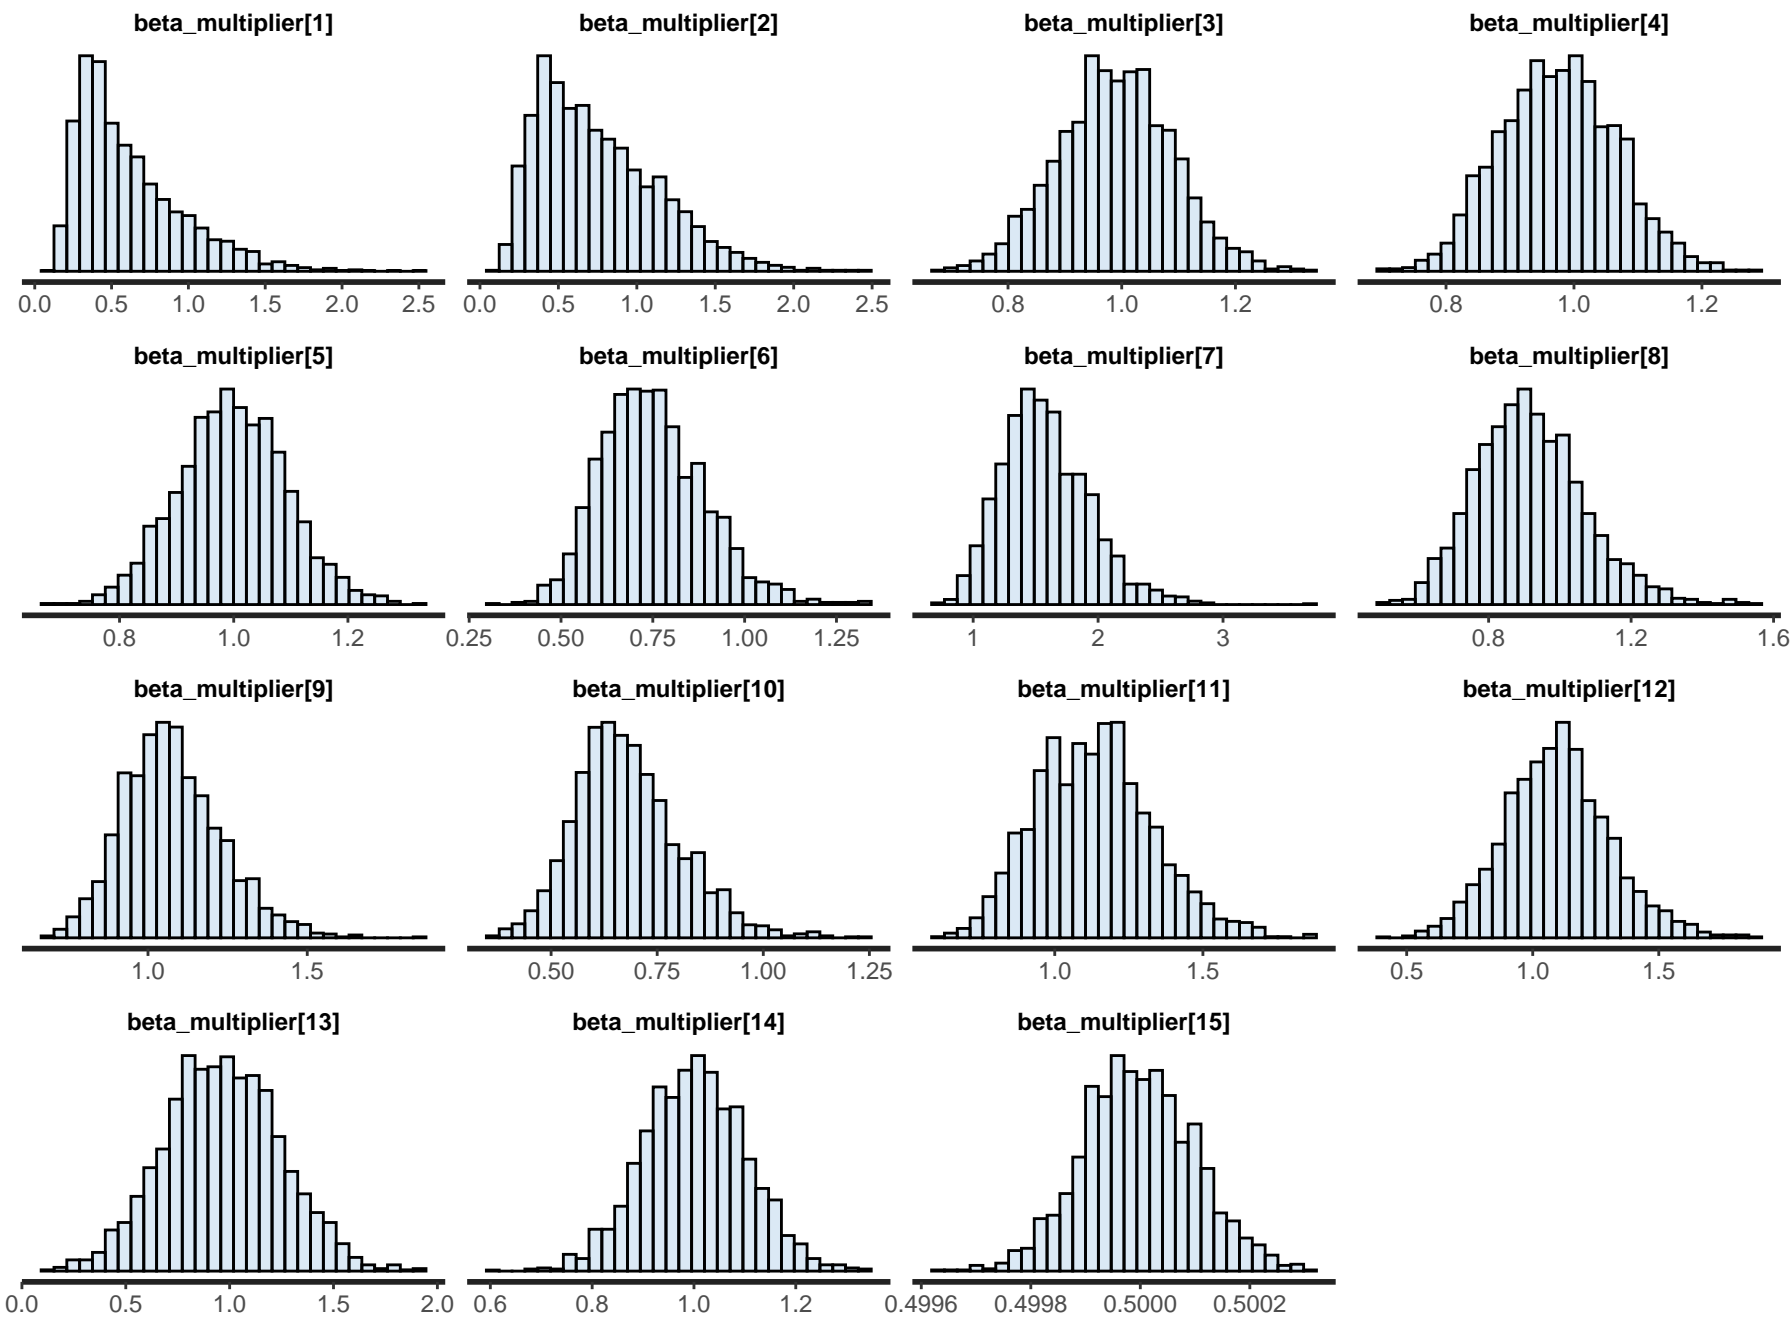 beta_multiplier[1] beta_multiplier[2] beta_multiplier[3] beta_multiplier[4]
0.0 0.5 1.0 1.5 2.0 2.5 0.0 0.5 1.0 1.5 2.0 2.5 0.8 1.0 1.2 0.8 1.0 1.2
beta_multiplier[5] beta_multiplier[6] beta_multiplier[7] beta_multiplier[8]
0.8 1.0 1.2 0.25 0.50 0.75 1.00 1.25 1 2 3 0.8 1.2 1.6
beta_multiplier[9] beta_multiplier[10] beta_multiplier[11] beta_multiplier[12]
1.0 1.5 0.50 0.75 1.00 1.25 1.0 1.5 0.5 1.0 1.5
beta_multiplier[13] beta_multiplier[14] beta_multiplier[15]
0.0 0.5 1.0 1.5 2.0 0.6 0.8 1.0 1.2 0.4996 0.4998 0.5000 0.5002